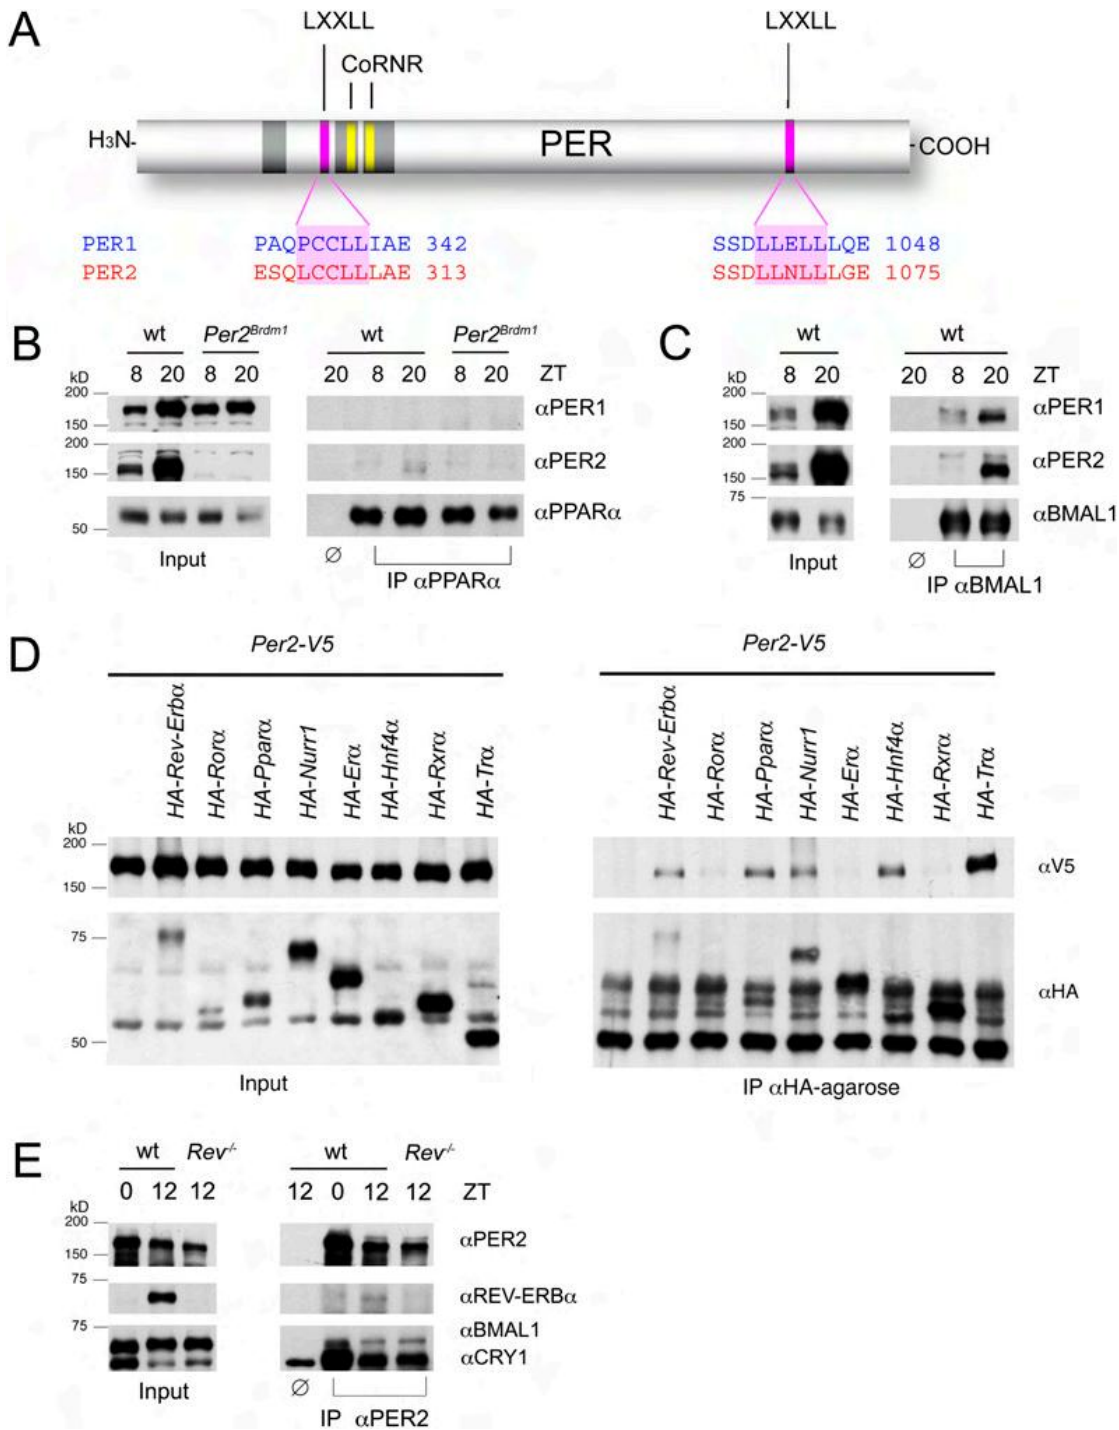 A
LXXLL LXXLL
CoRNR
H3N- PER -COOH
PER1 PAQPCCLLIAE 342 SSDLLELLLQE 1048
PER2 ESQLCCLLLAE 313 SSDLLNLLLGE 1075
B
wt Per2Brdm1 wt Per2Brdm1
kD 8 20 8 20 20 8 20 8 20 ZT
200
150
αPER1
200
150
αPER2
50
αPPARα
Input ∅ IP αPPARα
C
wt wt
kD 8 20 20 8 20 ZT
200
150
αPER1
200
150
αPER2
75
αBMAL1
Input ∅ IP αBMAL1
D
Per2-V5 Per2-V5
HA-Rev-Erbα HA-Rorα HA-Pparα HA-Nurr1 HA-Erα HA-Hnf4α HA-Rxrα HA-Trα
HA-Rev-Erbα HA-Rorα HA-Pparα HA-Nurr1 HA-Erα HA-Hnf4α HA-Rxrα HA-Trα
kD
200
150
αV5
75
50
αHA
Input IP αHA-agarose
E
wt Rev-/- wt Rev-/-
kD 0 12 12 12 0 12 12 ZT
200
150
αPER2
75
αREV-ERBα
75
αBMAL1
αCRY1
Input ∅ IP αPER2